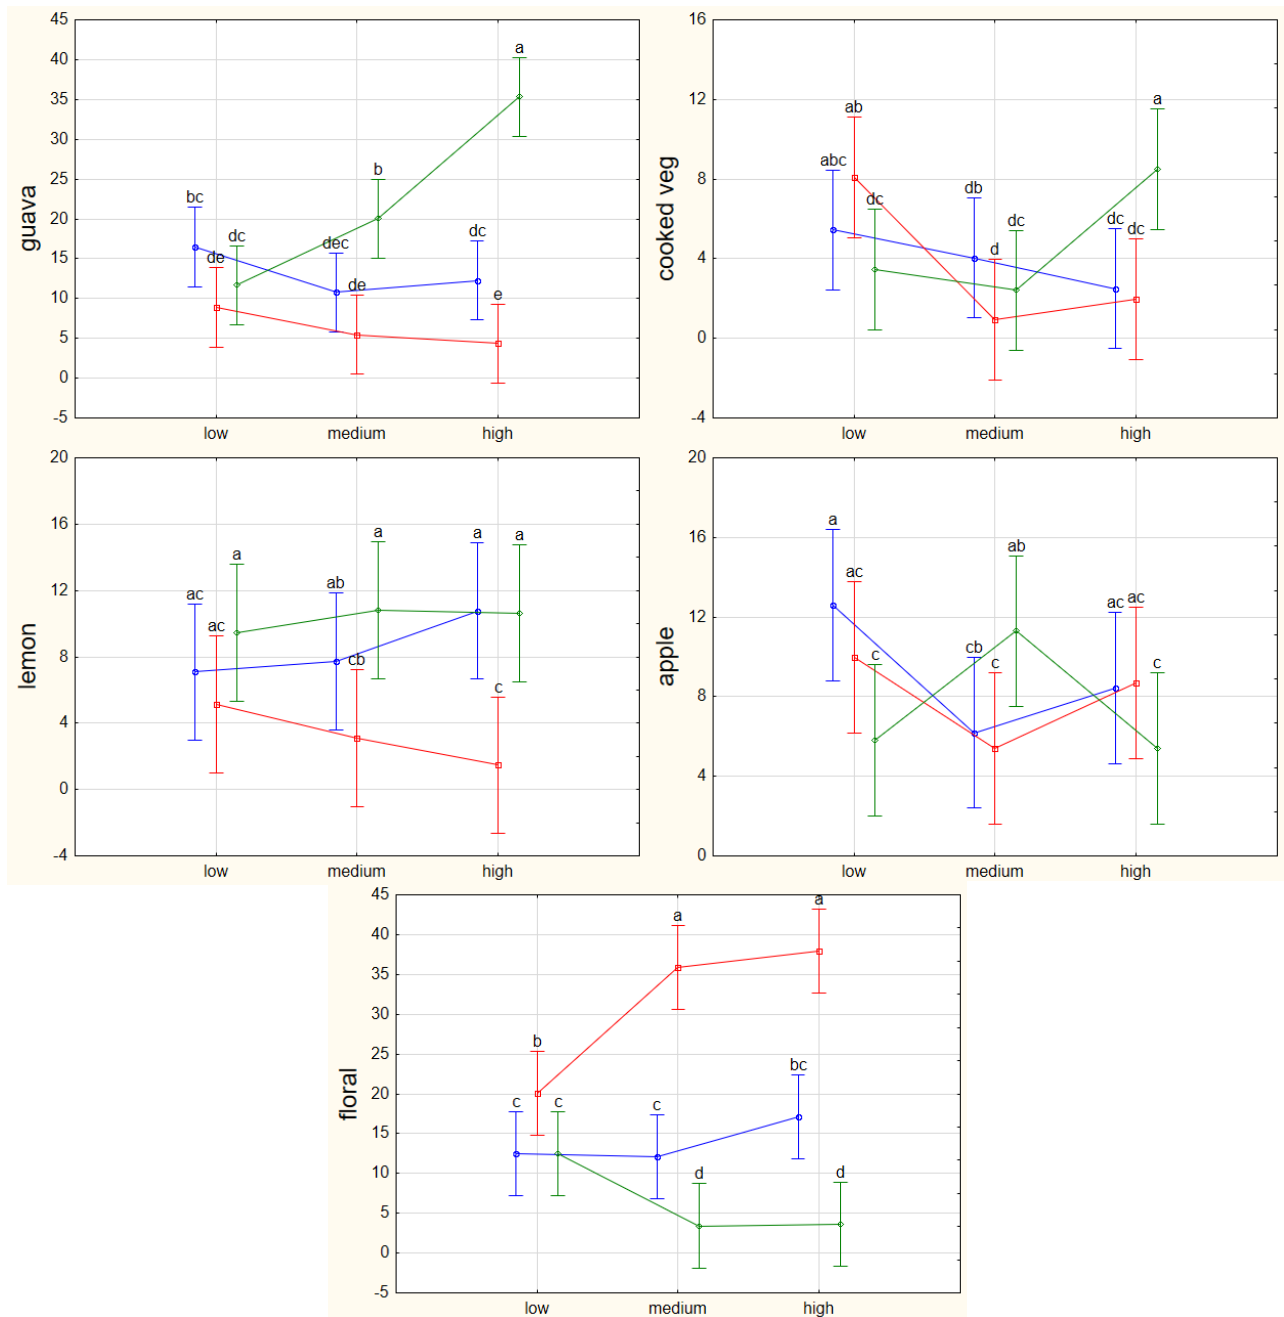 guava
45
40
35
30
25
20
15
10
5
0
-5
bc
de
dc
dec
de
b
dc
e
a
low medium high
cooked veg
16
12
8
4
0
-4
abc
ab
dc
db
d
dc
dc
dc
a
low medium high
lemon
20
16
12
8
4
0
-4
ac
ac
a
ab
cb
a
a
c
a
low medium high
apple
20
16
12
8
4
0
a
ac
c
cb
c
ab
ac
ac
c
low medium high
floral
45
40
35
30
25
20
15
10
5
0
-5
c
b
c
c
a
d
bc
a
d
low medium high